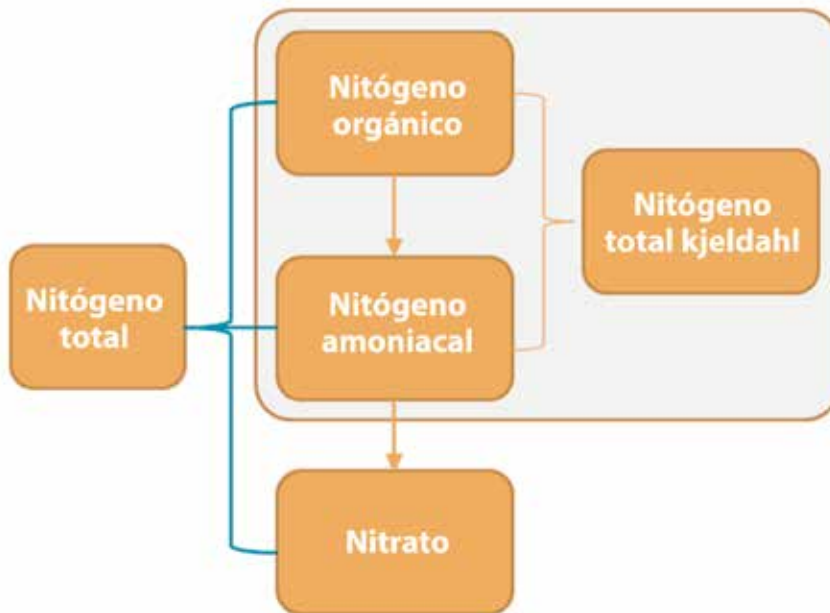 Nitógeno
orgánico
Nitógeno
total kjeldahl
Nitógeno
total
Nitógeno
amoniacal
Nitrato